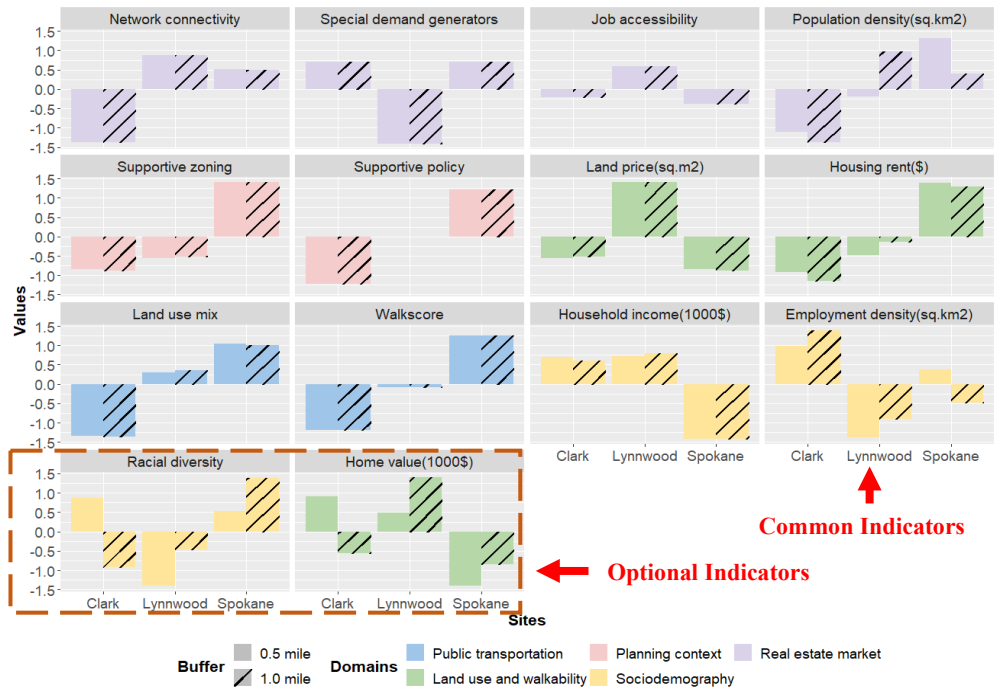 Network connectivity
Special demand generators
Job accessibility
Population density(sq.km2)
1.5
1.0
0.5
0.0
-0.5
-1.0
-1.5
Supportive zoning
Supportive policy
Land price(sq.m2)
Housing rent($)
1.5
1.0
0.5
0.0
-0.5
-1.0
-1.5
Values
Land use mix
Walkscore
Household income(1000$)
Employment density(sq.km2)
1.5
1.0
0.5
0.0
-0.5
-1.0
-1.5
Clark Lynnwood Spokane
Clark Lynnwood Spokane
Racial diversity
Home value(1000$)
1.5
1.0
0.5
0.0
-0.5
-1.0
-1.5
Clark Lynnwood Spokane
Clark Lynnwood Spokane
Common Indicators
Optional Indicators
Sites
Buffer
0.5 mile
1.0 mile
Domains
Public transportation
Land use and walkability
Planning context
Sociodemography
Real estate market